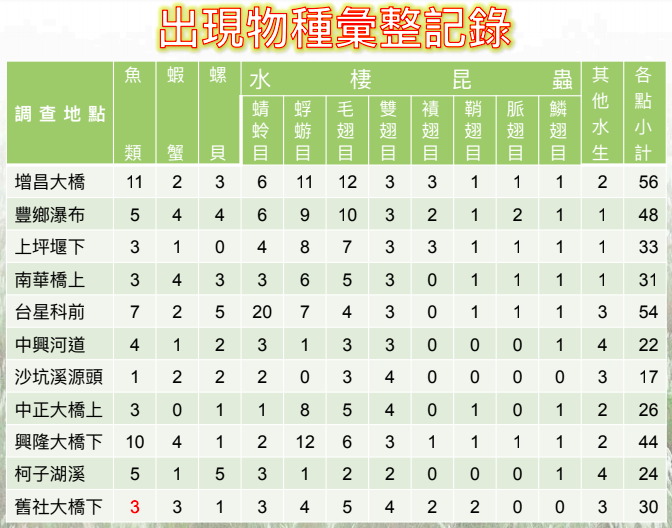 出現物種彙整記錄
調查地點 魚類 蝦蟹 螺貝 水棲昆蟲 其他水生 各點小計
蜻蛉目 蜉蝣目 毛翅目 雙翅目 襀翅目 鞘翅目 脈翅目 鱗翅目
增昌大橋 11 2 3 6 11 12 3 3 1 1 1 2 56
豐鄉瀑布 5 4 4 6 9 10 3 2 1 2 1 1 48
上坪堰下 3 1 0 4 8 7 3 3 1 1 1 1 33
南華橋上 3 4 3 3 6 5 3 0 1 1 1 1 31
台星科前 7 2 5 20 7 4 3 0 1 1 1 3 54
中興河道 4 1 2 3 1 3 3 0 0 0 1 4 22
沙坑溪源頭 1 2 2 2 0 3 4 0 0 0 0 3 17
中正大橋上 3 0 1 1 8 5 4 0 1 0 1 2 26
興隆大橋下 10 4 1 2 12 6 3 1 1 1 1 2 44
柯子湖溪 5 1 5 3 1 2 2 0 0 0 1 4 24
舊社大橋下 3 3 1 3 4 5 4 2 2 0 0 3 30